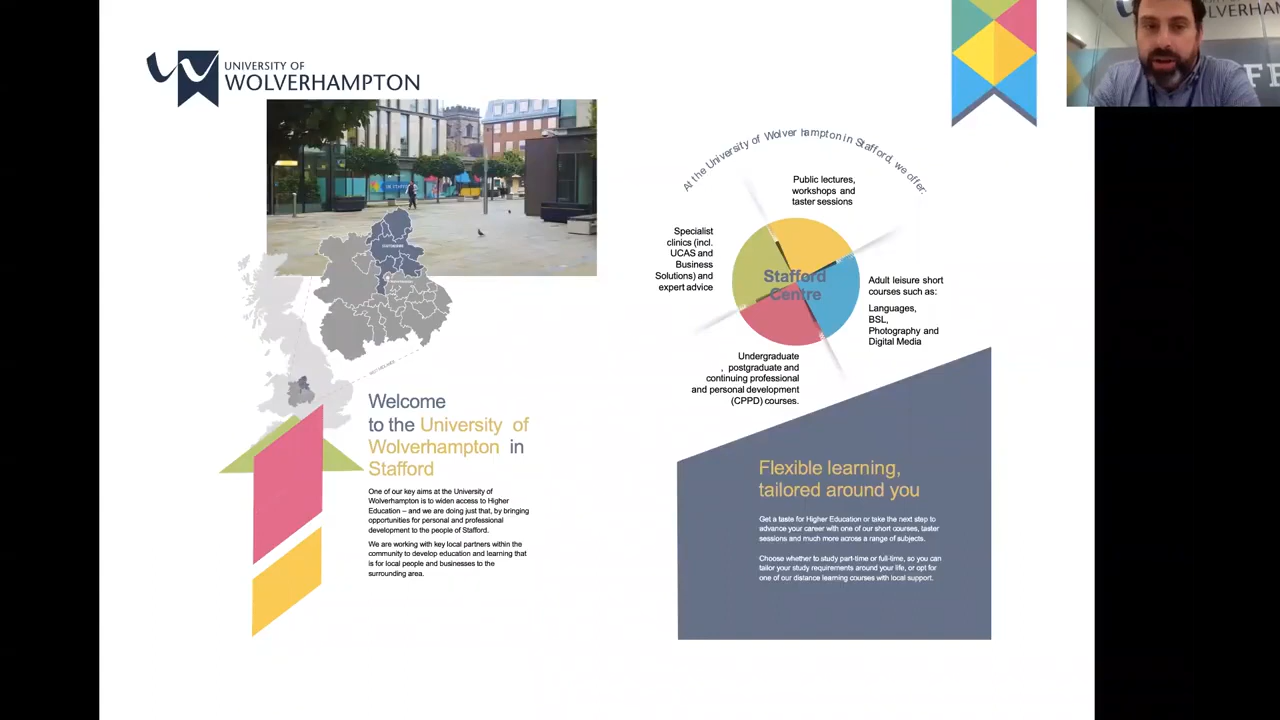 UNIVERSITY OF
WOLVERHAMPTON
At the University of Wolver hampton in Stafford, we offer:
Public lectures,
workshops and
taster sessions
Specialist
clinics (incl.
UCAS and
Business
Solutions) and
expert advice
Stafford
Centre
Adult leisure short
courses such as:
Languages,
BSL,
Photography and
Digital Media
Undergraduate
, postgraduate and
continuing professional
and personal development
(CPPD) courses.
Welcome
to the University of
Wolverhampton in
Stafford
One of our key aims at the University of
Wolverhampton is to widen access to Higher
Education – and we are doing just that, by bringing
opportunities for personal and professional
development to the people of Stafford.
We are working with key local partners within the
community to develop education and learning that
is for local people and businesses to the
surrounding area.
Flexible learning,
tailored around you
Get a taste for Higher Education or take the next step to
advance your career with one of our short courses, taster
sessions and much more across a range of subjects.
Choose whether to study part-time or full-time, so you can
tailor your study requirements around your life, or opt for
one of our distance learning courses with local support.